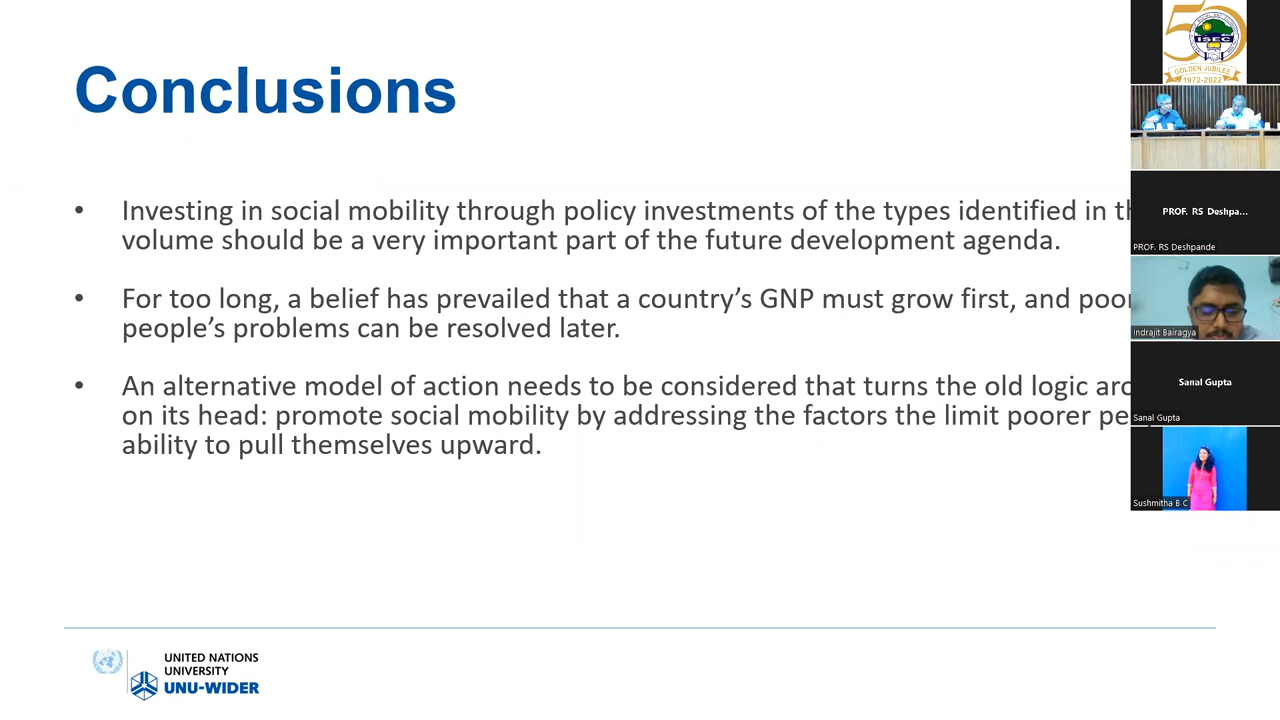 Conclusions
• Investing in social mobility through policy investments of the types identified in
volume should be a very important part of the future development agenda.
• For too long, a belief has prevailed that a country’s GNP must grow first, and
people’s problems can be resolved later.
• An alternative model of action needs to be considered that turns the old logic
on its head: promote social mobility by addressing the factors the limit poorer
ability to pull themselves upward.
UNITED NATIONS
UNIVERSITY
UNU-WIDER
50
ISEC
GOLDEN JUBILEE
1972-2022
PROF. RS Deshpa...
PROF. RS Deshpande
Indrajit Bairagya
Sanal Gupta
Sanal Gupta
Sushmitha B C